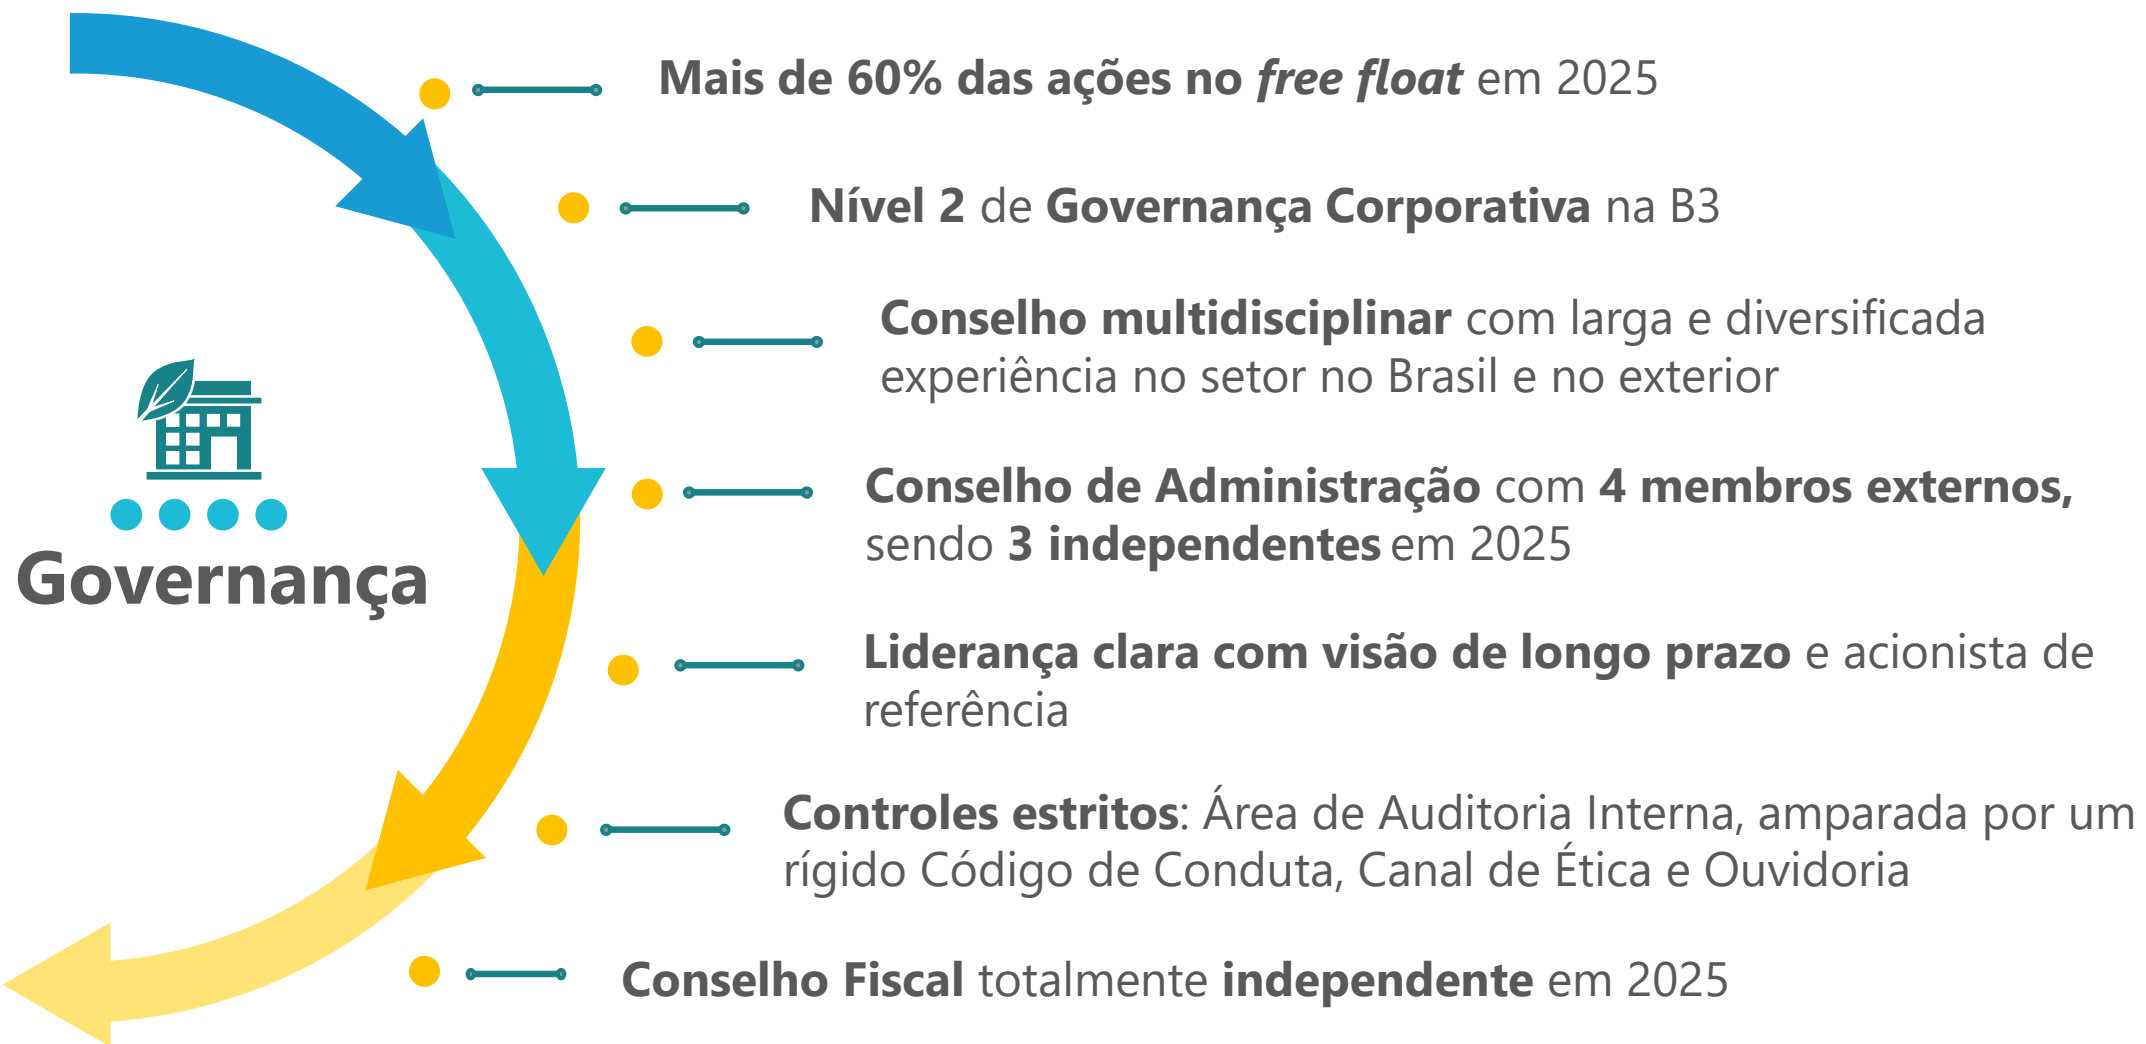 Mais de 60% das ações no free float em 2025
Nível 2 de Governança Corporativa na B3
Conselho multidisciplinar com larga e diversificada
experiência no setor no Brasil e no exterior
Conselho de Administração com 4 membros externos,
sendo 3 independentes em 2025
Governança
Liderança clara com visão de longo prazo e acionista de
referência
Controles estritos: Área de Auditoria Interna, amparada por um
rígido Código de Conduta, Canal de Ética e Ouvidoria
Conselho Fiscal totalmente independente em 2025